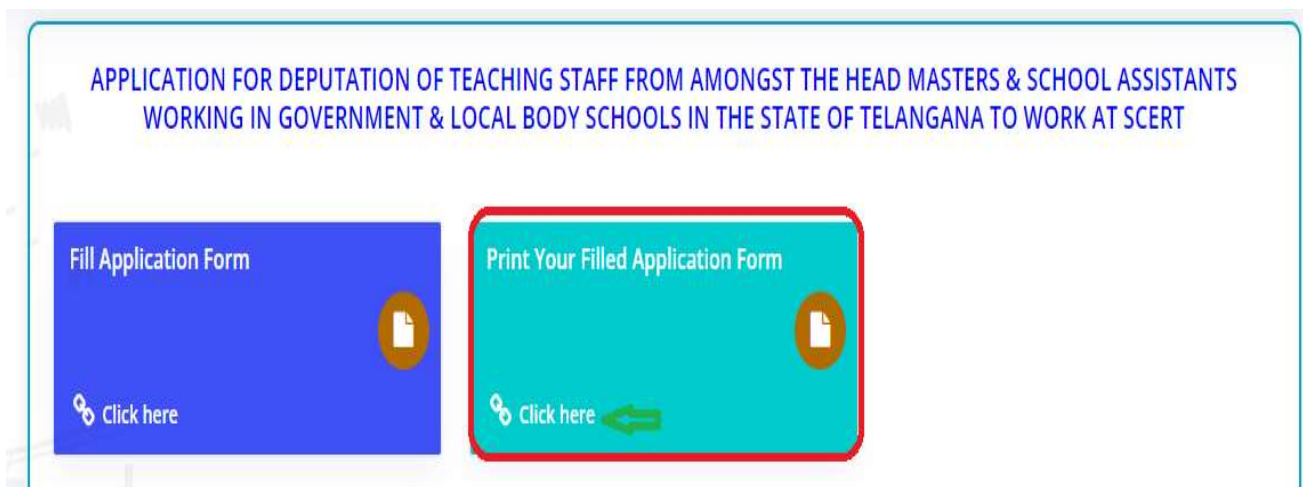 APPLICATION FOR DEPUTATION OF TEACHING STAFF FROM AMONGST THE HEAD MASTERS & SCHOOL ASSISTANTS
WORKING IN GOVERNMENT & LOCAL BODY SCHOOLS IN THE STATE OF TELANGANA TO WORK AT SCERT
Fill Application Form
Click here
Print Your Filled Application Form
Click here